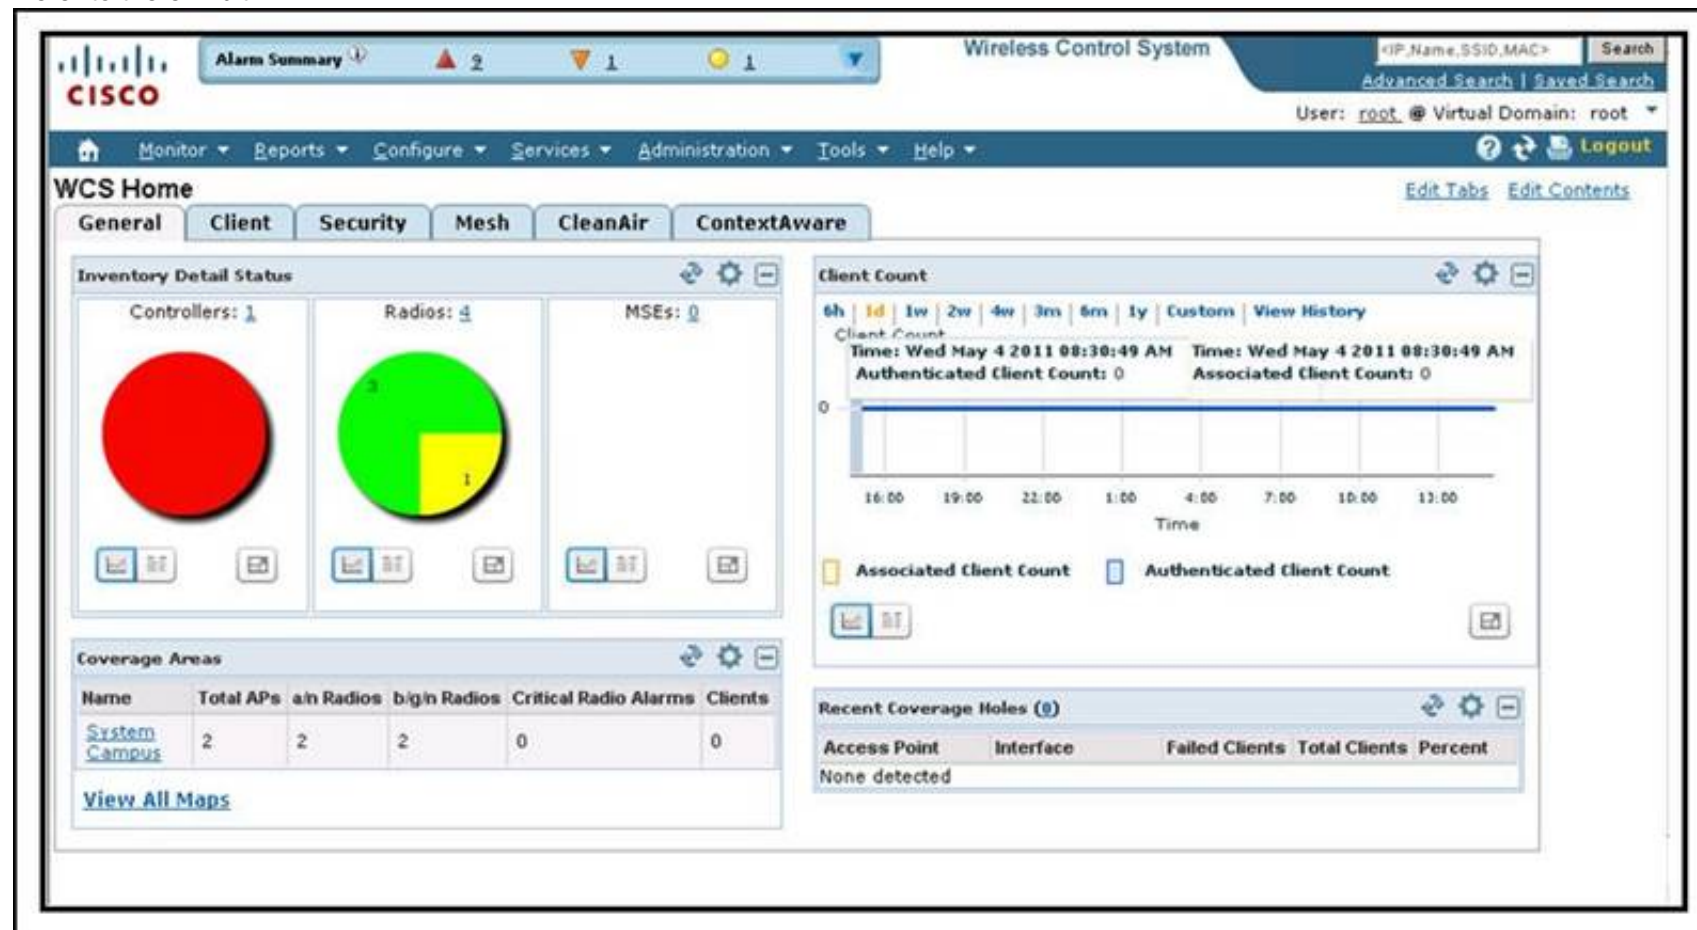 Alarm Summary 2 1 1
Wireless Control System
<IP,Name,SSID,MAC> Search
Advanced Search | Saved Search
CISCO
User: root @ Virtual Domain: root
Monitor Reports Configure Services Administration Tools Help Logout
WCS Home
Edit Tabs Edit Contents
General Client Security Mesh CleanAir ContextAware
Inventory Detail Status
Controllers: 1 Radios: 4 MSEs: 0
3
1
Client Count
6h | 1d | 1w | 2w | 4w | 3m | 6m | 1y | Custom | View History
Client Count
Time: Wed May 4 2011 08:30:49 AM Time: Wed May 4 2011 08:30:49 AM
Authenticated Client Count: 0 Associated Client Count: 0
0
16:00 19:00 22:00 1:00 4:00 7:00 10:00 13:00
Time
Associated Client Count Authenticated Client Count
Coverage Areas
Name Total APs a/n Radios b/g/n Radios Critical Radio Alarms Clients
System Campus 2 2 2 0 0
View All Maps
Recent Coverage Holes (0)
Access Point Interface Failed Clients Total Clients Percent
None detected